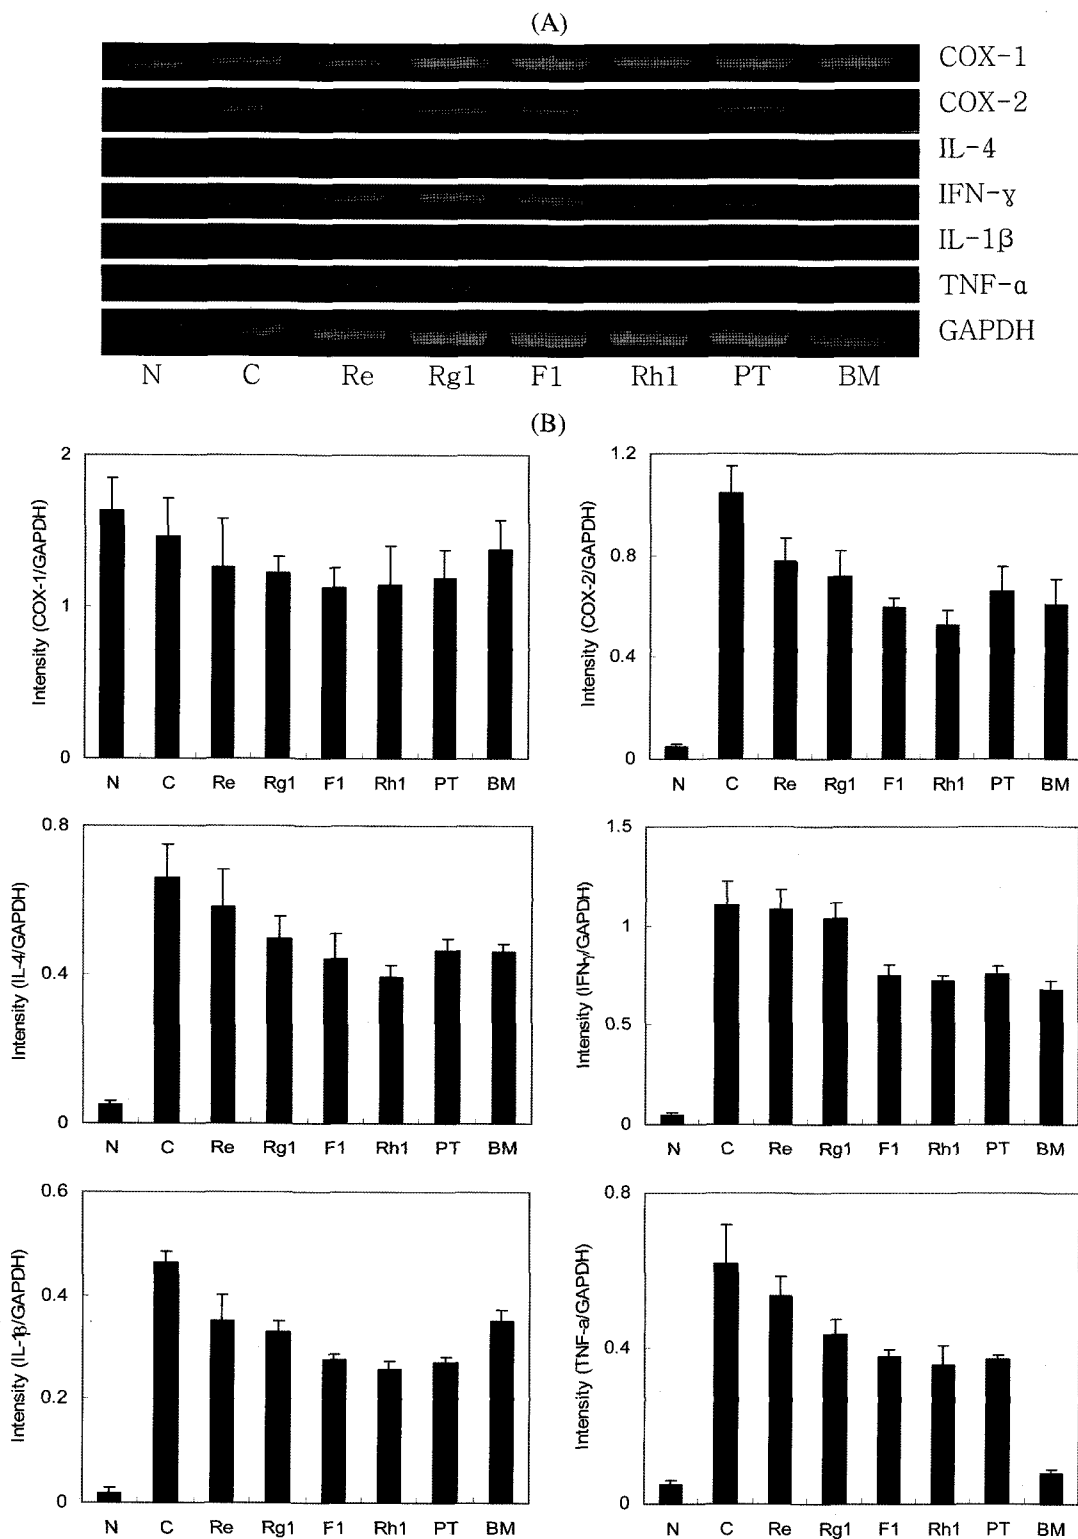 (A)
COX-1
COX-2
IL-4
IFN-γ
IL-1β
TNF-α
GAPDH
N C Re Rg1 F1 Rh1 PT BM
(B)
Intensity (COX-1/GAPDH)
2
1
0
N C Re Rg1 F1 Rh1 PT BM
Intensity (COX-2/GAPDH)
1.2
0.8
0.4
0
N C Re Rg1 F1 Rh1 PT BM
Intensity (IL-4/GAPDH)
0.8
0.4
0
N C Re Rg1 F1 Rh1 PT BM
Intensity (IFNγ/GAPDH)
1.5
1
0.5
0
N C Re Rg1 F1 Rh1 PT BM
Intensity (IL-1β/GAPDH)
0.6
0.4
0.2
0
N C Re Rg1 F1 Rh1 PT BM
Intensity (TNF-a/GAPDH)
0.8
0.4
0
N C Re Rg1 F1 Rh1 PT BM